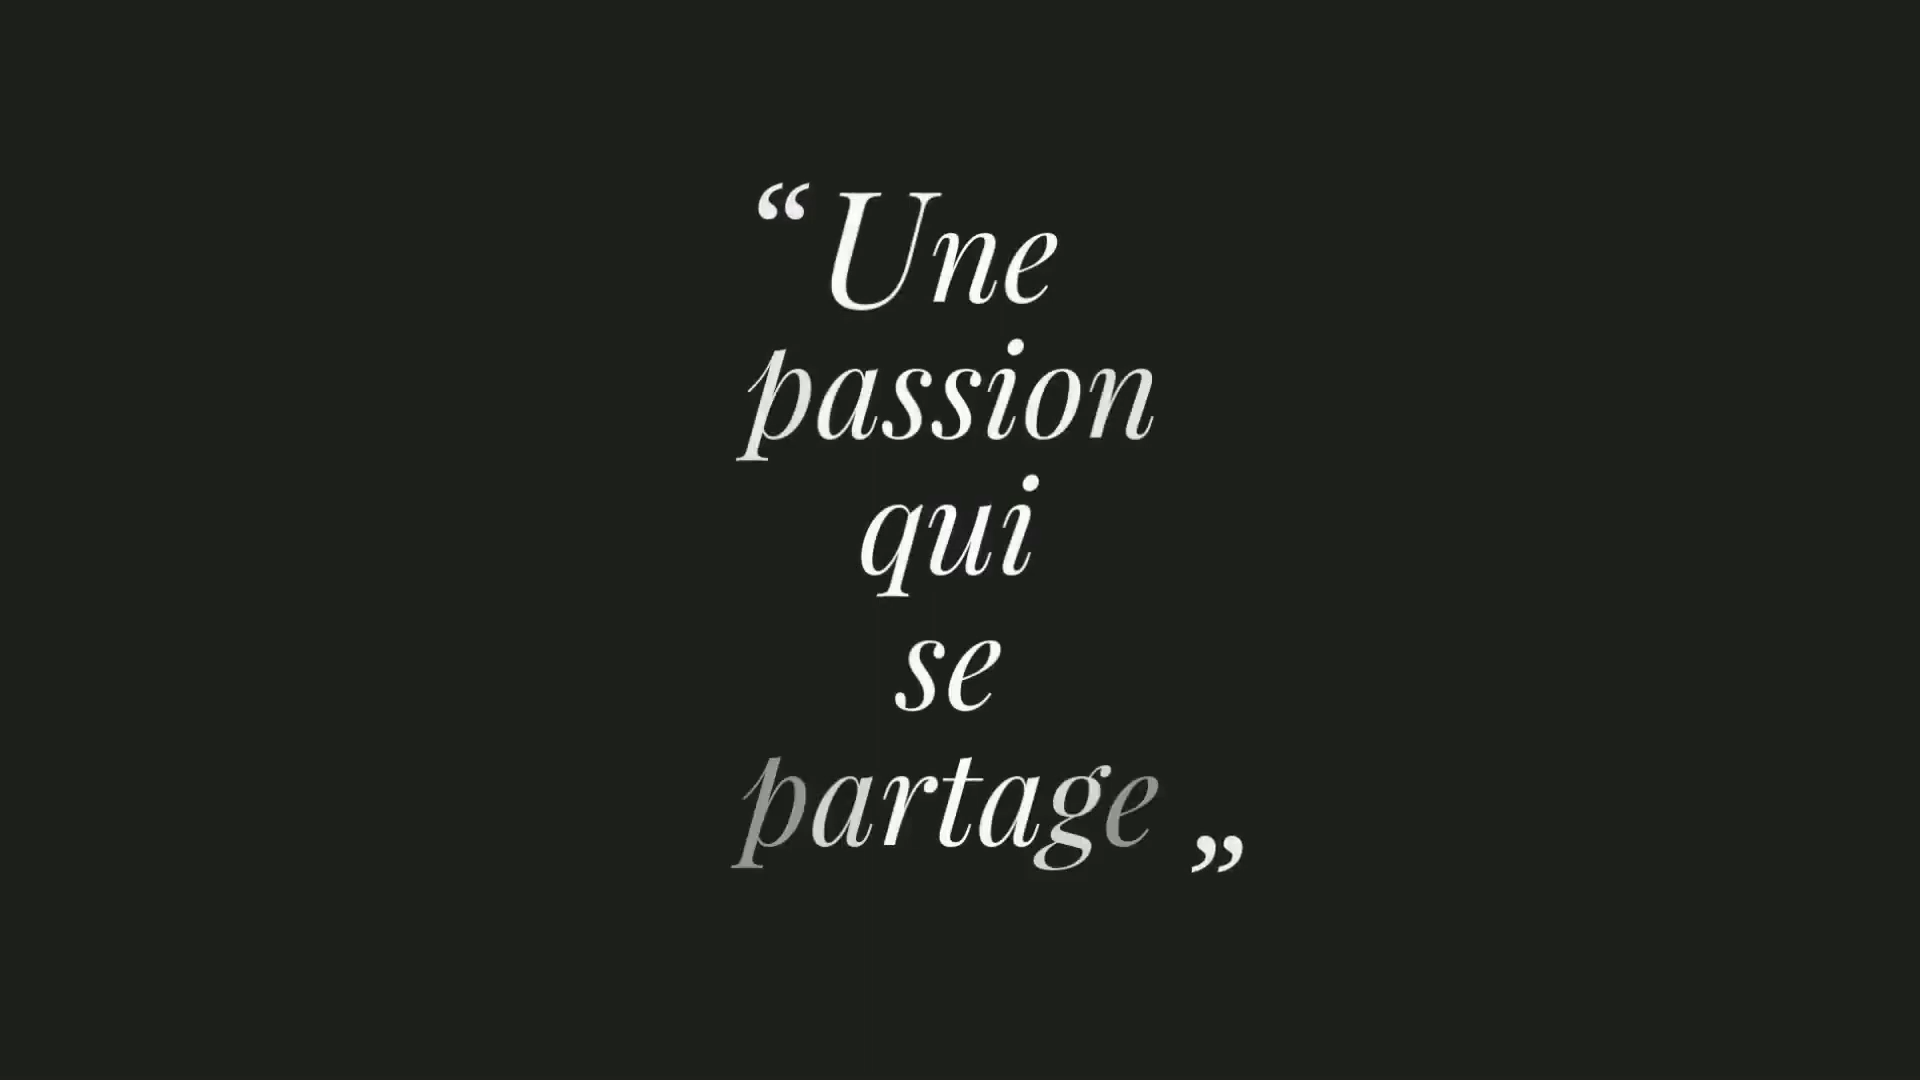 “Une
passion
qui
se
partage”